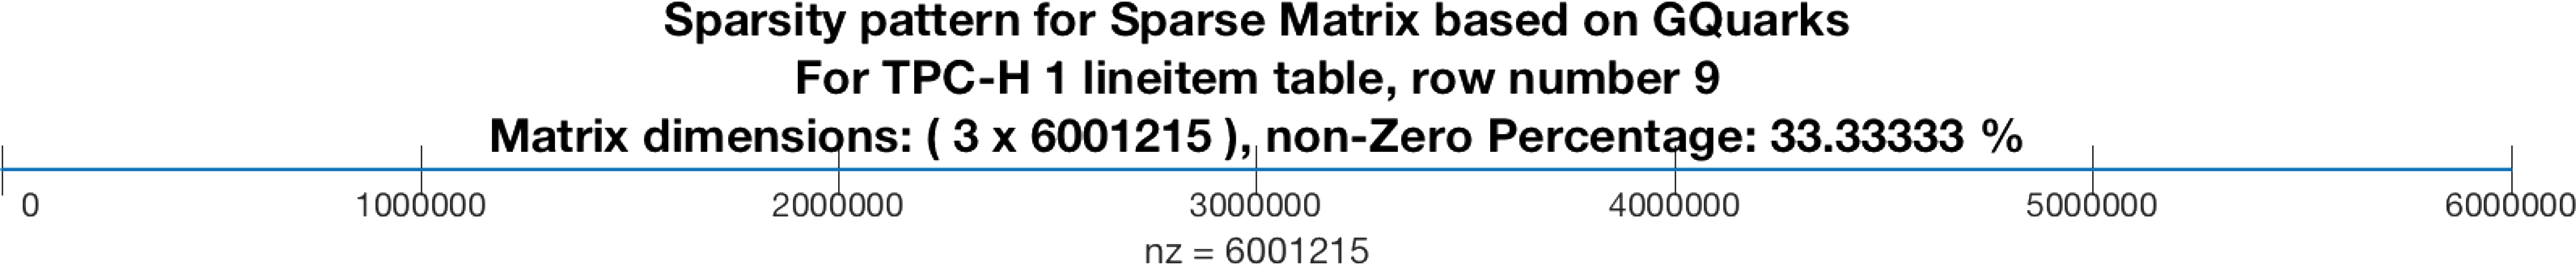 Sparsity pattern for Sparse Matrix based on GQuarks
For TPC-H 1 lineitem table, row number 9
Matrix dimensions: ( 3 x 6001215 ), non-Zero Percentage: 33.33333 %
0 1000000 2000000 3000000 4000000 5000000 6000000
nz = 6001215